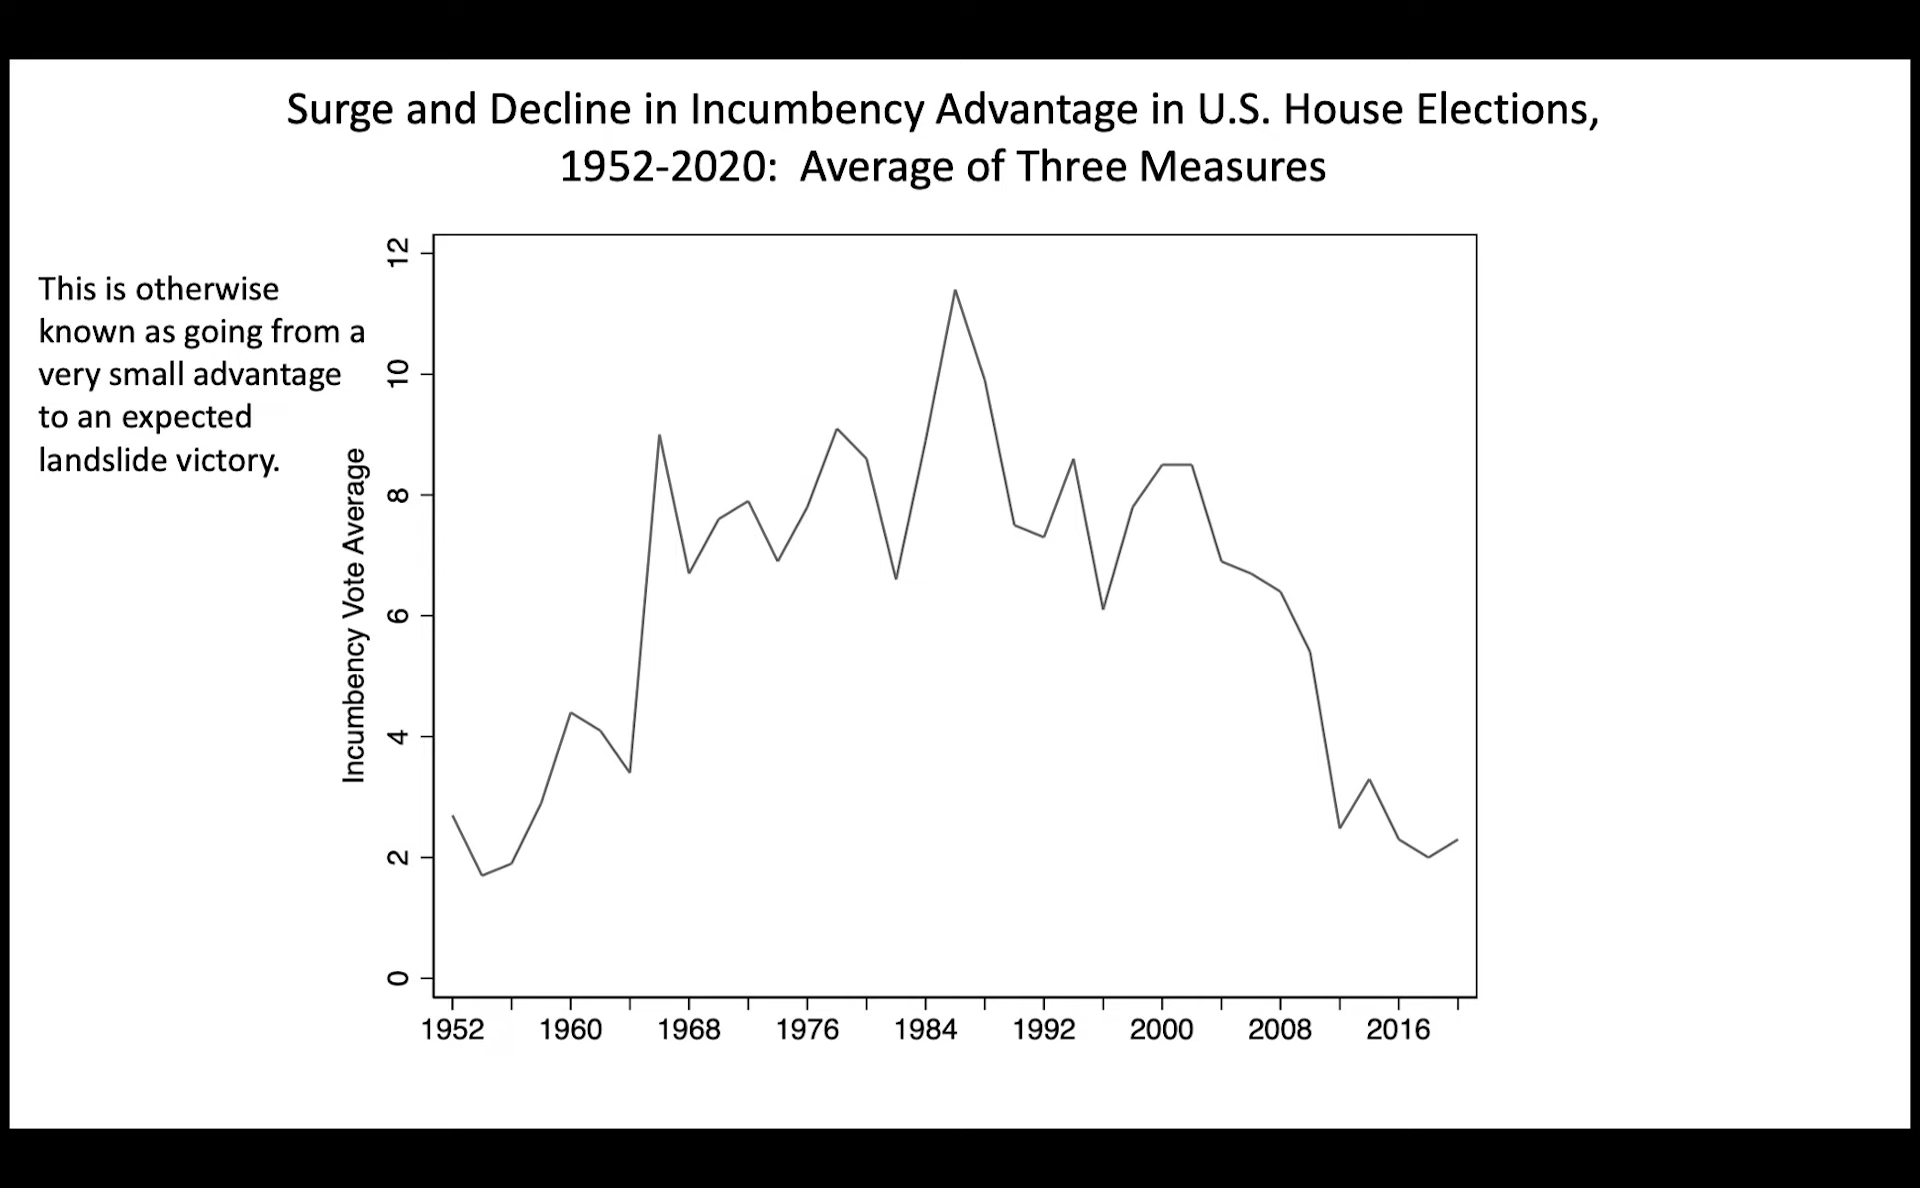 Surge and Decline in Incumbency Advantage in U.S. House Elections,
1952-2020: Average of Three Measures
This is otherwise
known as going from a
very small advantage
to an expected
landslide victory.
Incumbency Vote Average
12
10
8
6
4
2
0
1952 1960 1968 1976 1984 1992 2000 2008 2016